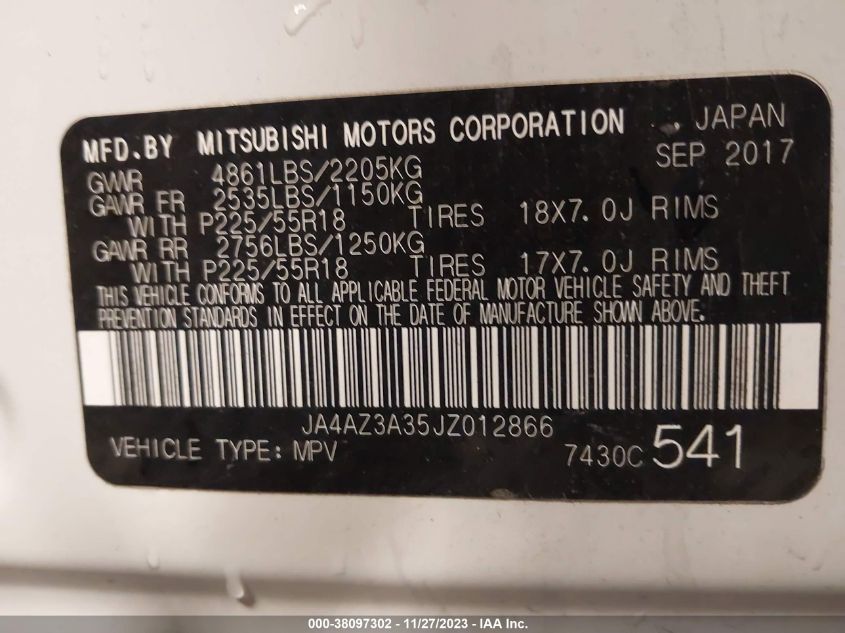 MFD.BY MITSUBISHI MOTORS CORPORATION , JAPAN
SEP 2017
GVWR 4861LBS/2205KG
GAWR FR 2535LBS/1150KG
WITH P225/55R18 TIRES 18X7.0J RIMS
GAWR RR 2756LBS/1250KG
WITH P225/55R18 TIRES 17X7.0J RIMS
THIS VEHICLE CONFORMS TO ALL APPLICABLE FEDERAL MOTOR VEHICLE SAFETY AND THEFT
PREVENTION STANDARDS IN EFFECT ON THE DATE OF MANUFACTURE SHOWN ABOVE.
JA4AZ3A35JZ012866
VEHICLE TYPE: MPV 7430C 541
000-38097302 - 11/27/2023 - IAA Inc.